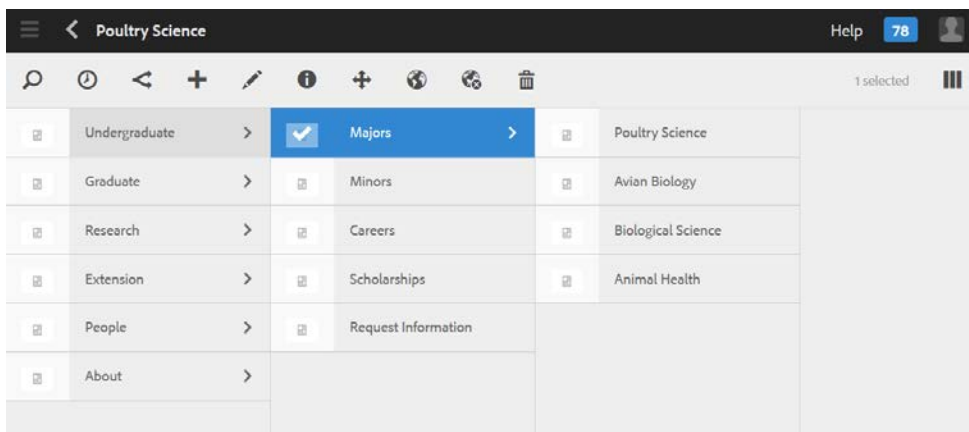 Poultry Science
Help 78
1 selected
Undergraduate
Graduate
Research
Extension
People
About
Majors
Minors
Careers
Scholarships
Request Information
Poultry Science
Avian Biology
Biological Science
Animal Health